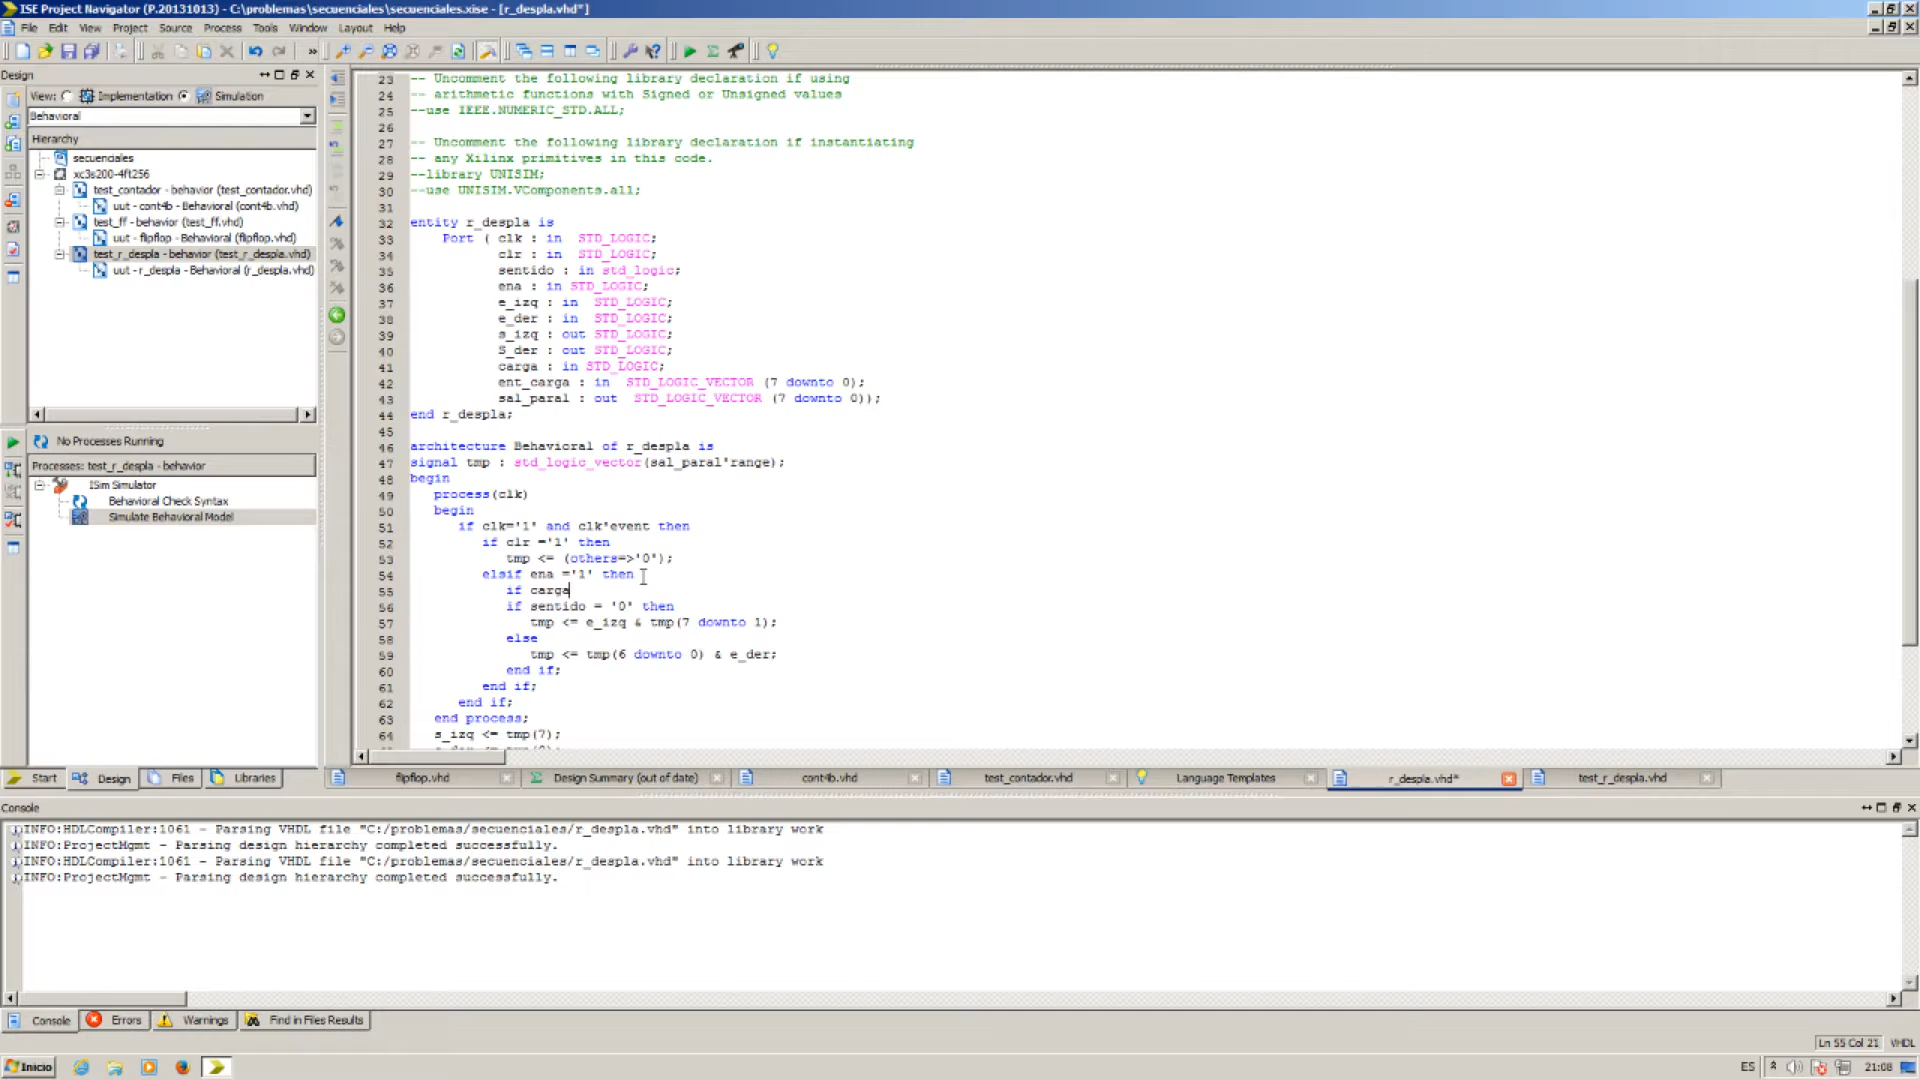 ISE Project Navigator (P.20131013) - C:\problemas\secuenciales\secuenciales.xise - [r_despla.vhd*]
File Edit View Project Source Process Tools Window Layout Help
Design
View: Implementation Simulation
Behavioral
Hierarchy
secuenciales
xc3s200-4ft256
test_contador - behavior (test_contador.vhd)
uut - cont4b - Behavioral (cont4b.vhd)
test_ff - behavior (test_ff.vhd)
uut - flipflop - Behavioral (flipflop.vhd)
test_r_despla - behavior (test_r_despla.vhd)
uut - r_despla - Behavioral (r_despla.vhd)
No Processes Running
Processes: test_r_despla - behavior
ISim Simulator
Behavioral Check Syntax
Simulate Behavioral Model
Start Design Files Libraries
23 -- Uncomment the following library declaration if using
24 -- arithmetic functions with Signed or Unsigned values
25 --use IEEE.NUMERIC_STD.ALL;
26
27 -- Uncomment the following library declaration if instantiating
28 -- any Xilinx primitives in this code.
29 --library UNISIM;
30 --use UNISIM.VComponents.all;
31
32 entity r_despla is
33 Port ( clk : in STD_LOGIC;
34 clr : in STD_LOGIC;
35 sentido : in std_logic;
36 ena : in STD_LOGIC;
37 e_izq : in STD_LOGIC;
38 e_der : in STD_LOGIC;
39 s_izq : out STD_LOGIC;
40 S_der : out STD_LOGIC;
41 carga : in STD_LOGIC;
42 ent_carga : in STD_LOGIC_VECTOR (7 downto 0);
43 sal_paral : out STD_LOGIC_VECTOR (7 downto 0));
44 end r_despla;
45
46 architecture Behavioral of r_despla is
47 signal tmp : std_logic_vector(sal_paral'range);
48 begin
49 process(clk)
50 begin
51 if clk='1' and clk'event then
52 if clr ='1' then
53 tmp <= (others=>'0');
54 elsif ena ='1' then
55 if carga
56 if sentido = '0' then
57 tmp <= e_izq & tmp(7 downto 1);
58 else
59 tmp <= tmp(6 downto 0) & e_der;
60 end if;
61 end if;
62 end if;
63 end process;
64 s_izq <= tmp(7);
flipflop.vhd Design Summary (out of date) cont4b.vhd test_contador.vhd Language Templates r_despla.vhd* test_r_despla.vhd
Console
INFO:HDLCompiler:1061 - Parsing VHDL file "C:/problemas/secuenciales/r_despla.vhd" into library work
INFO:ProjectMgmt - Parsing design hierarchy completed successfully.
INFO:HDLCompiler:1061 - Parsing VHDL file "C:/problemas/secuenciales/r_despla.vhd" into library work
INFO:ProjectMgmt - Parsing design hierarchy completed successfully.
Console Errors Warnings Find in Files Results
Ln 55 Col 21 VHDL
Inicio ES 21:08